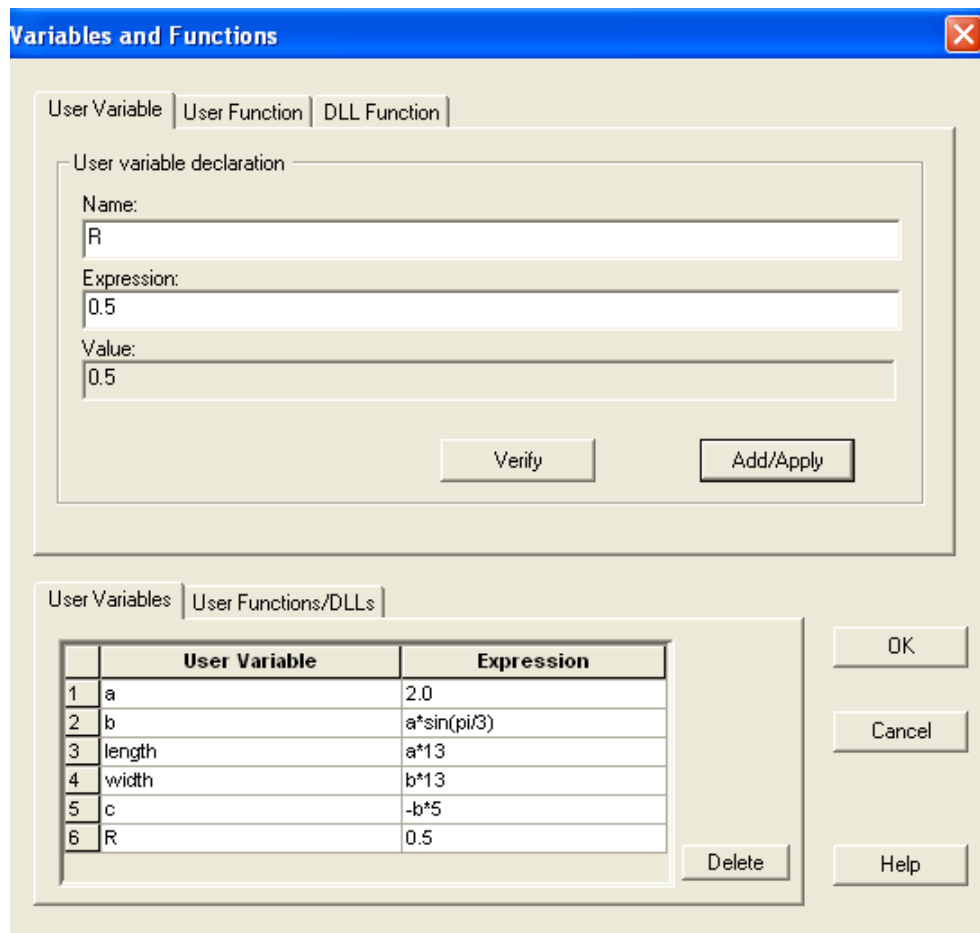 Variables and Functions
User Variable User Function DLL Function
User variable declaration
Name:
R
Expression:
0.5
Value:
0.5
Verify Add/Apply
User Variables User Functions/DLLs
User Variable Expression
1 a 2.0
2 b a*sin(pi/3)
3 length a*13
4 width b*13
5 c -b*5
6 R 0.5
Delete
OK
Cancel
Help